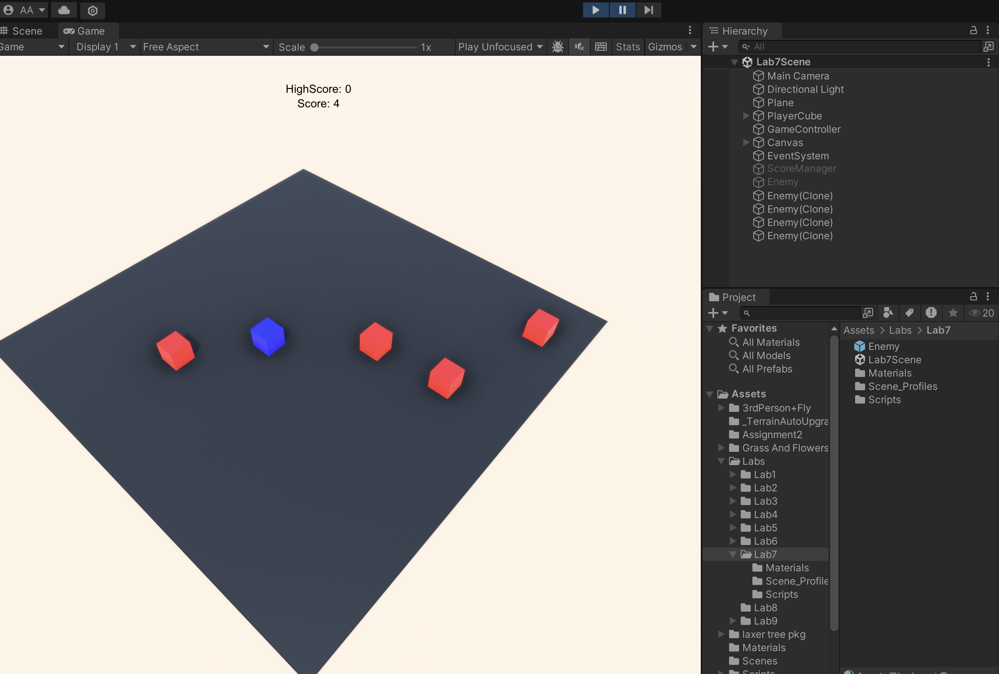 AA
Scene
Game
Game
Display 1
Free Aspect
Scale
1x
Play Unfocused
Stats
Gizmos
HighScore: 0
Score: 4
Hierarchy
All
Lab7Scene
Main Camera
Directional Light
Plane
PlayerCube
GameController
Canvas
EventSystem
ScoreManager
Enemy
Enemy(Clone)
Enemy(Clone)
Enemy(Clone)
Enemy(Clone)
Project
20
Favorites
All Materials
All Models
All Prefabs
Assets
3rdPerson+Fly
_TerrainAutoUpgra
Assignment2
Grass And Flowers
Labs
Lab1
Lab2
Lab3
Lab4
Lab5
Lab6
Lab7
Materials
Scene_Profile
Scripts
Lab8
Lab9
laxer tree pkg
Materials
Scenes
Scripts
Assets > Labs > Lab7
Enemy
Lab7Scene
Materials
Scene_Profiles
Scripts